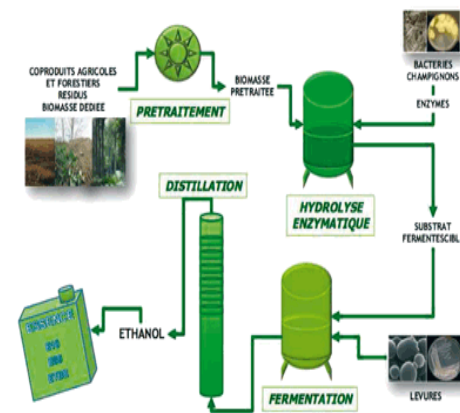 COPRODUITS AGRICOLES
ET FORESTIERS
RESIDUS
BIOMASSE DEDIEE
PRETRAITEMENT
BIOMASSE
PRETRAITEE
BACTERIES
CHAMPIGNONS
ENZYMES
HYDROLYSE
ENZYMATIQUE
SUBSTRAT
FERMENTESCIBL
LEVURES
FERMENTATION
DISTILLATION
ETHANOL
ESSENCE